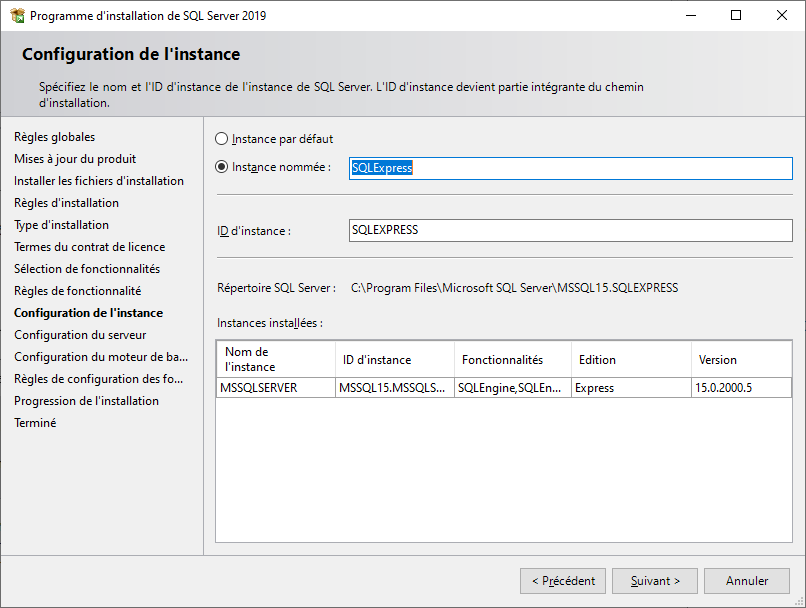 Programme d'installation de SQL Server 2019
Configuration de l'instance
Spécifiez le nom et l'ID d'instance de l'instance de SQL Server. L'ID d'instance devient partie intégrante du chemin
d'installation.
Règles globales
Mises à jour du produit
Installer les fichiers d'installation
Règles d'installation
Type d'installation
Termes du contrat de licence
Sélection de fonctionnalités
Règles de fonctionnalité
Configuration de l'instance
Configuration du serveur
Configuration du moteur de ba...
Règles de configuration des fo...
Progression de l'installation
Terminé
Instance par défaut
Instance nommée : SQLExpress
ID d'instance : SQLEXPRESS
Répertoire SQL Server : C:\Program Files\Microsoft SQL Server\MSSQL15.SQLEXPRESS
Instances installées :
Nom de
l'instance
ID d'instance Fonctionnalités Edition Version
MSSQLSERVER MSSQL15.MSSQLS... SQLEngine,SQLEn... Express 15.0.2000.5
< Précédent Suivant > Annuler